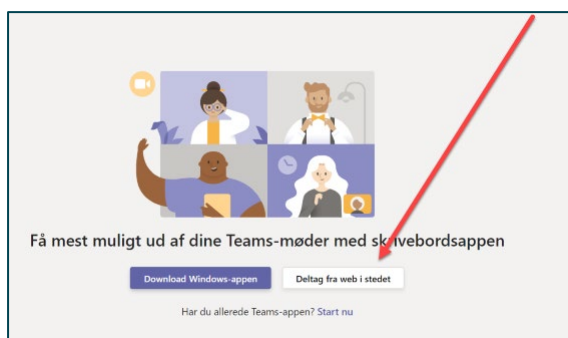 Få mest muligt ud af dine Teams-møder med skrivebordsappen
Download Windows-appen
Deltag fra web i stedet
Har du allerede Teams-appen? Start nu